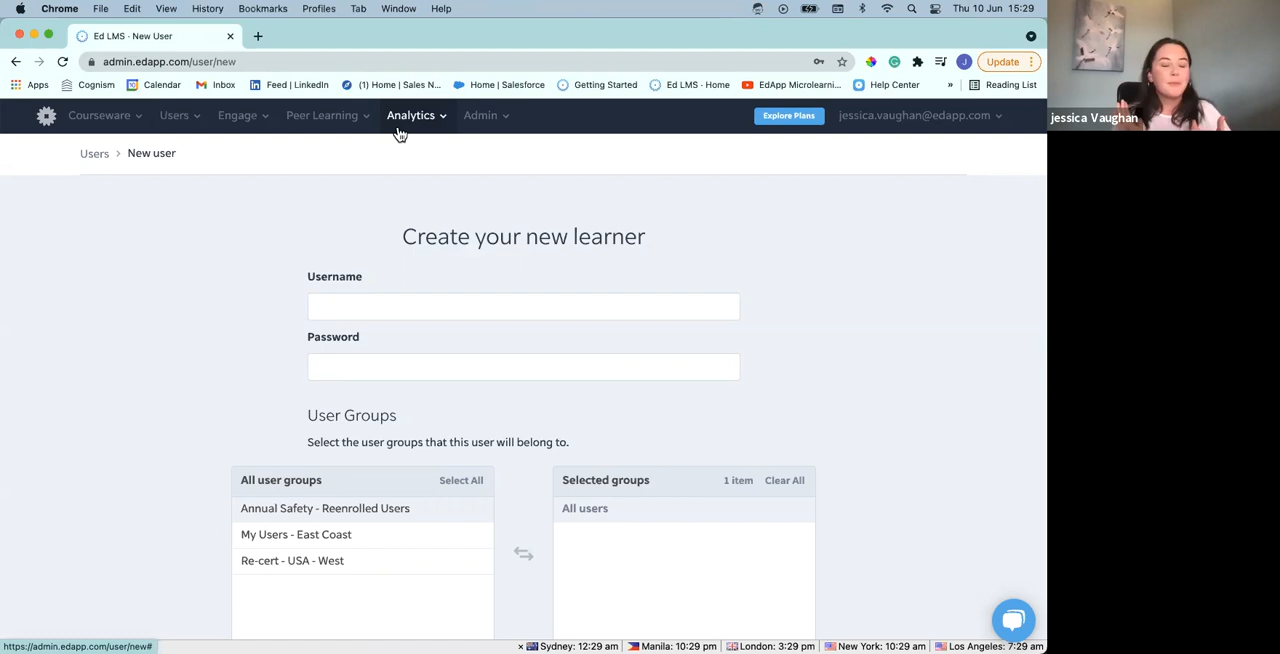 Chrome File Edit View History Bookmarks Profiles Tab Window Help Thu 10 Jun 15:29
Ed LMS - New User
admin.edapp.com/user/new J Update
Apps Cognism Calendar Inbox Feed | LinkedIn (1) Home | Sales N... Home | Salesforce Getting Started Ed LMS - Home EdApp Microlearni... Help Center » Reading List
Courseware Users Engage Peer Learning Analytics Admin Explore Plans jessica.vaughan@edapp.com
jessica Vaughan
Users > New user
Create your new learner
Username
Password
User Groups
Select the user groups that this user will belong to.
All user groups Select All Selected groups 1 item Clear All
Annual Safety - Reenrolled Users All users
My Users - East Coast
Re-cert - USA - West
https://admin.edapp.com/user/new# × Sydney: 12:29 am Manila: 10:29 pm London: 3:29 pm New York: 10:29 am Los Angeles: 7:29 am